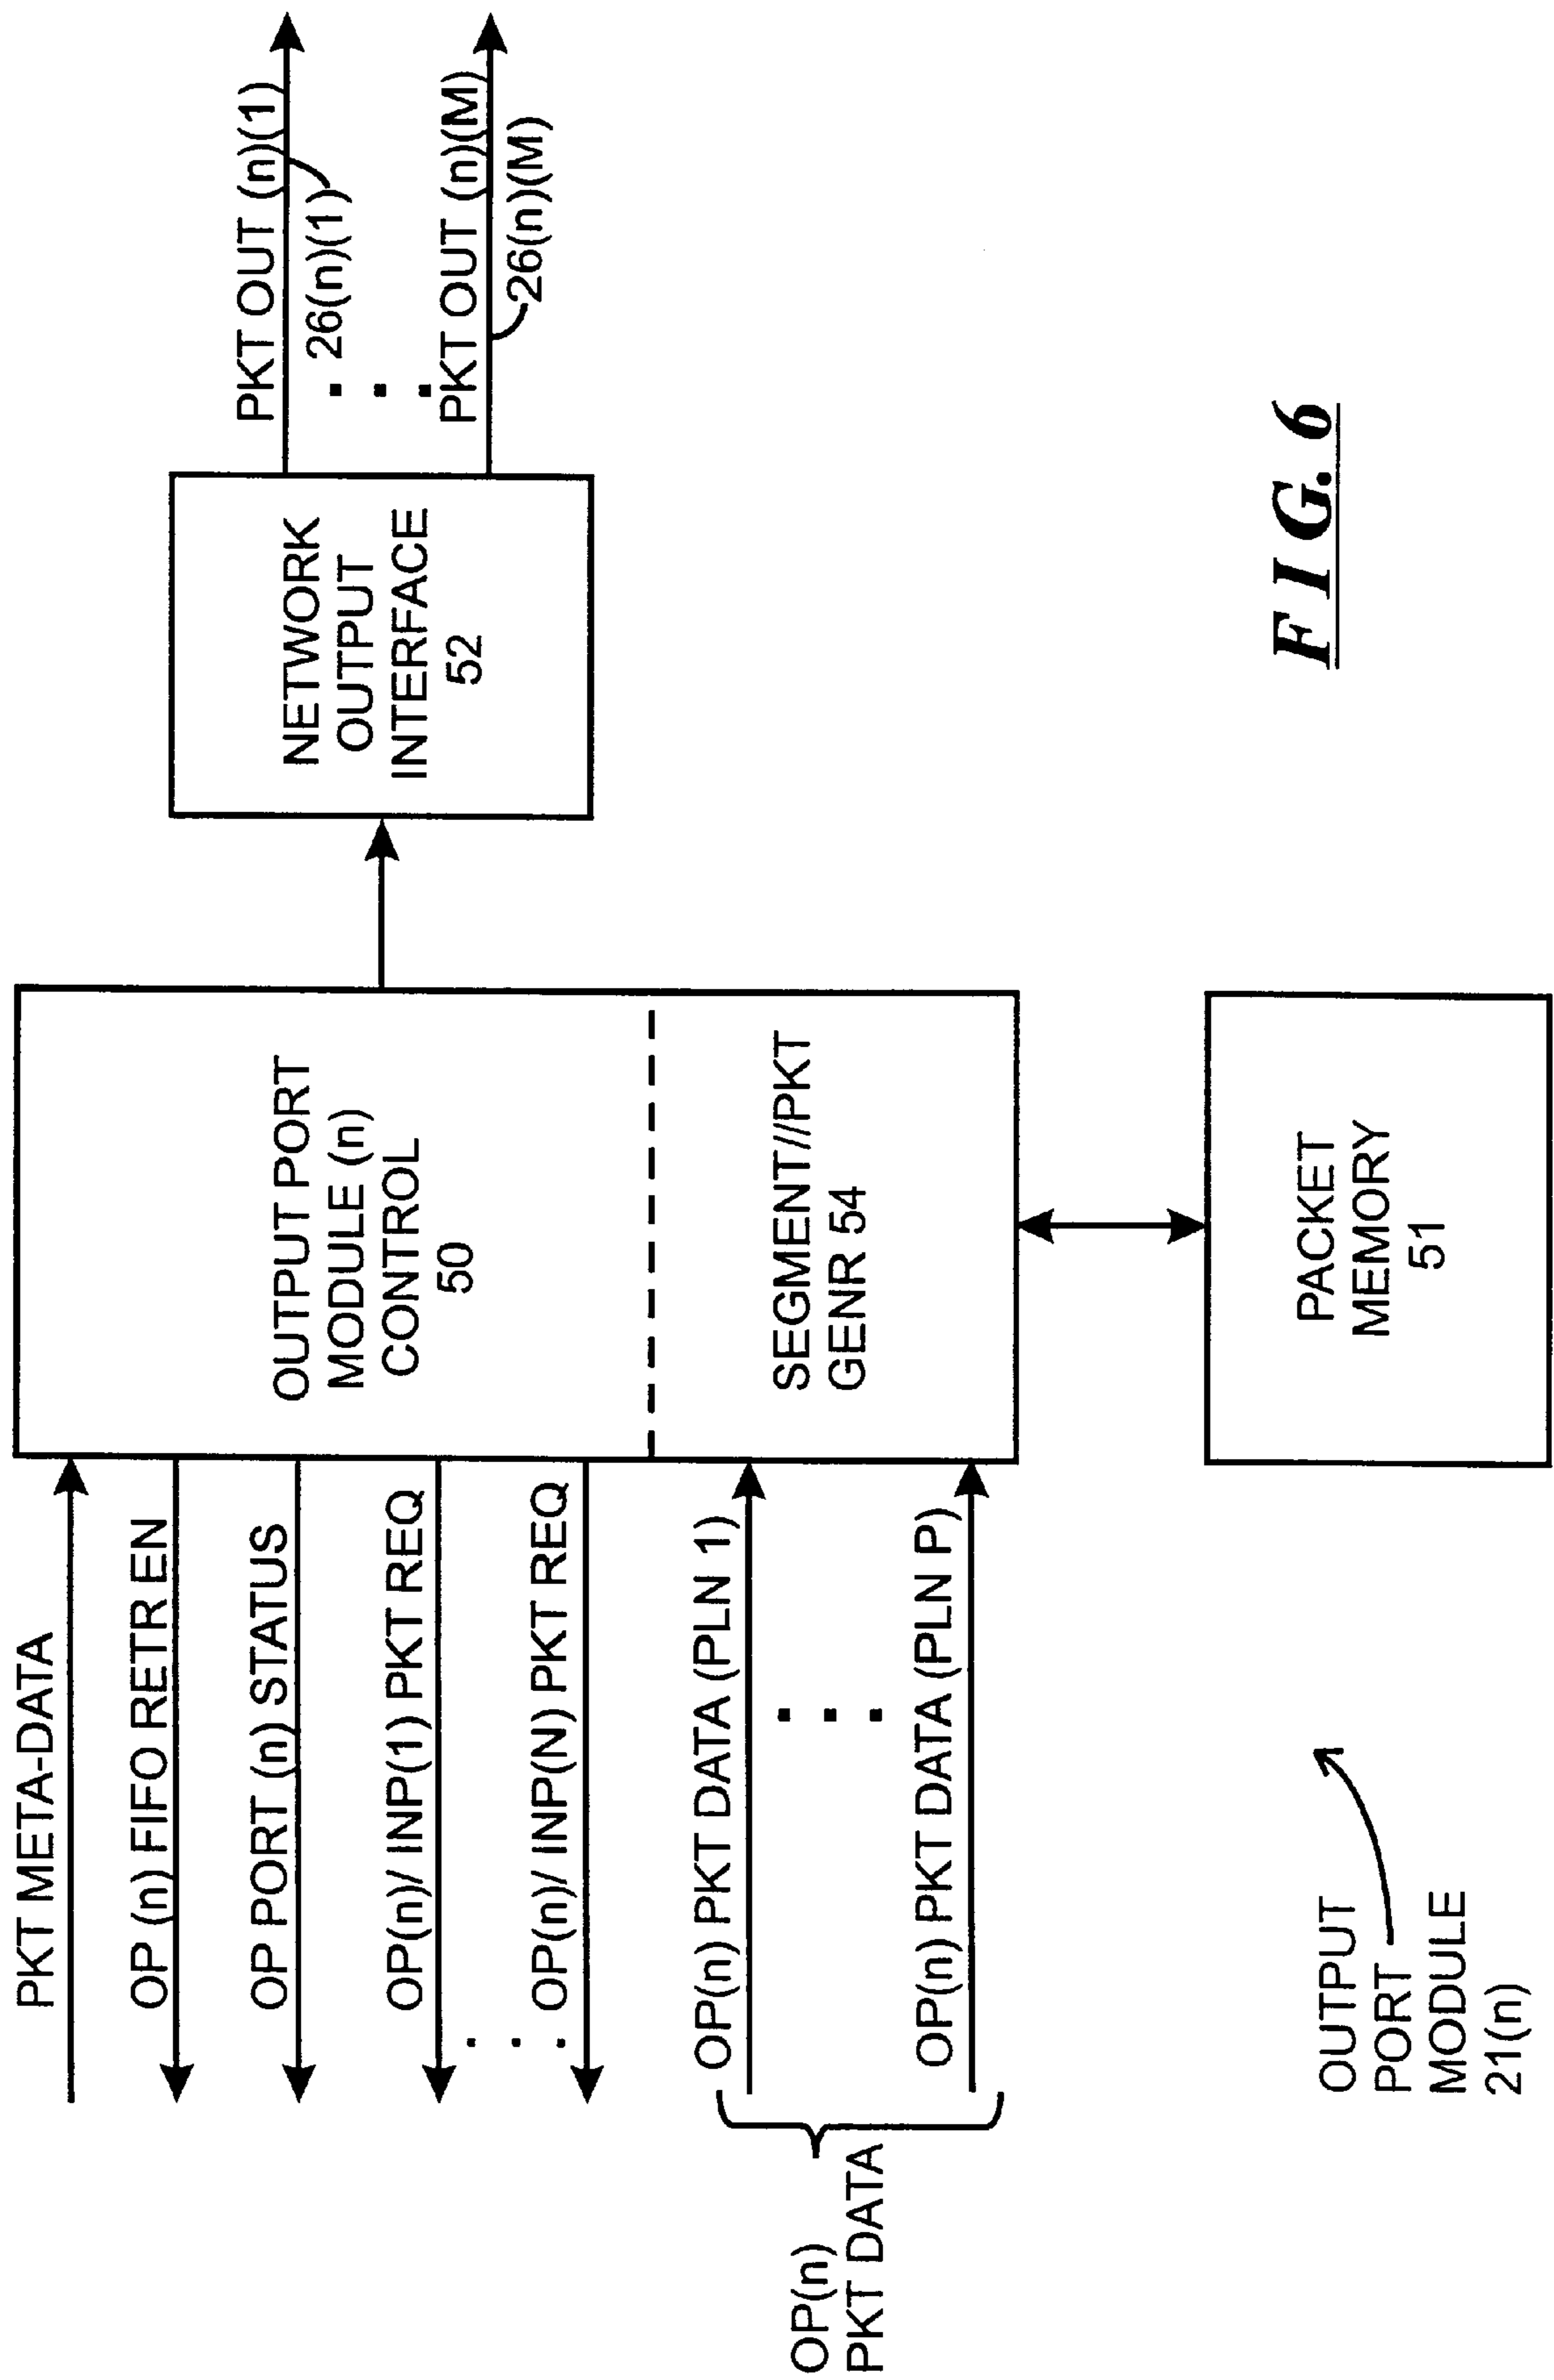 PKT META-DATA
OP (n) FIFO RETR EN
OP PORT (n) STATUS
OP(n)/ INP(1) PKT REQ
OP(n)/ INP(N) PKT REQ
OP(n) PKT DATA (PLN 1)
OP(n) PKT DATA (PLN P)
OP(n)
PKT DATA
OUTPUT PORT
MODULE (n)
CONTROL
50
SEGMENT//PKT
GENR 54
PACKET
MEMORY
51
NETWORK
OUTPUT
INTERFACE
52
PKT OUT (n)(1)
26(n)(1)
PKT OUT (n)(M)
26(n)(M)
OUTPUT
PORT
MODULE
21(n)
FIG. 6